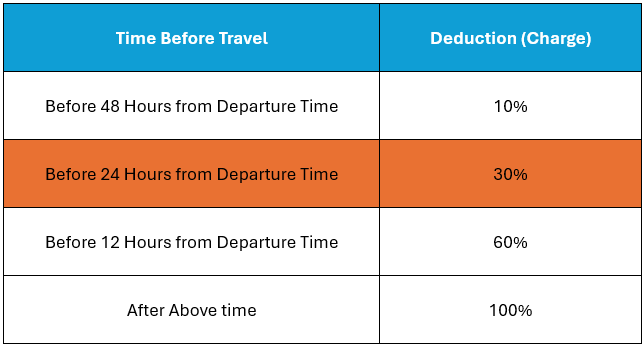 Time Before Travel Deduction (Charge)
Before 48 Hours from Departure Time 10%
Before 24 Hours from Departure Time 30%
Before 12 Hours from Departure Time 60%
After Above time 100%